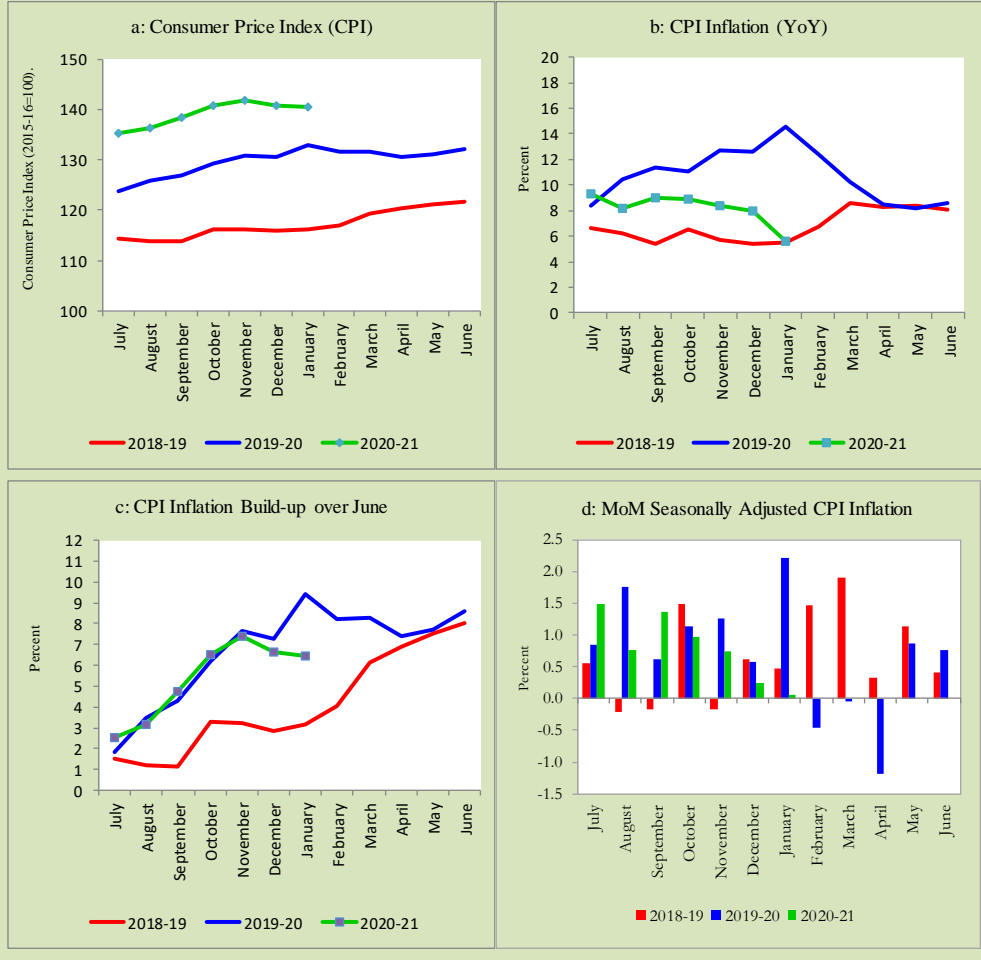 a: Consumer Price Index (CPI)
Consumer Price Index (2015-16=100).
150
140
130
120
110
100
July
August
September
October
November
December
January
February
March
April
May
June
2018-19
2019-20
2020-21
b: CPI Inflation (YoY)
Percent
20
18
16
14
12
10
8
6
4
2
0
July
August
September
October
November
December
January
February
March
April
May
June
2018-19
2019-20
2020-21
c: CPI Inflation Build-up over June
Percent
12
11
10
9
8
7
6
5
4
3
2
1
0
July
August
September
October
November
December
January
February
March
April
May
June
2018-19
2019-20
2020-21
d: MoM Seasonally Adjusted CPI Inflation
Percent
2.5
2.0
1.5
1.0
0.5
0.0
-0.5
-1.0
-1.5
July
August
September
October
November
December
January
February
March
April
May
June
2018-19
2019-20
2020-21